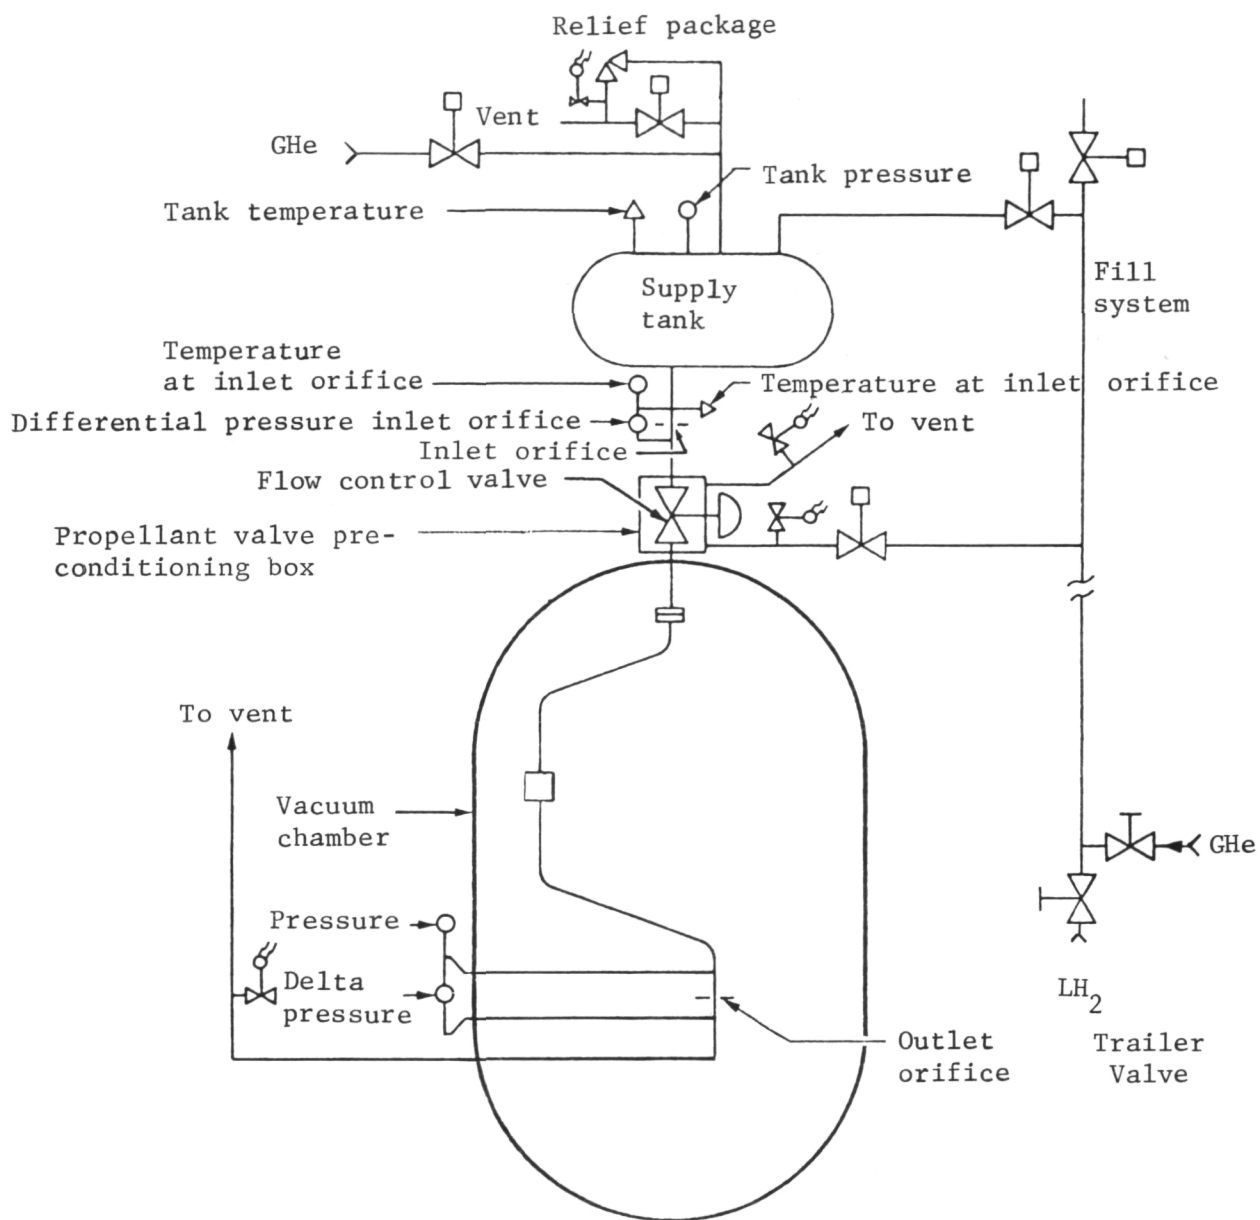 Relief package
Vent
GHe
Tank pressure
Tank temperature
Fill
system
Supply
tank
Temperature
at inlet orifice
Temperature at inlet orifice
Differential pressure inlet orifice
To vent
Inlet orifice
Flow control valve
Propellant valve pre-
conditioning box
To vent
Vacuum
chamber
GHe
Pressure
Delta
pressure
LH2
Outlet
orifice
Trailer
Valve